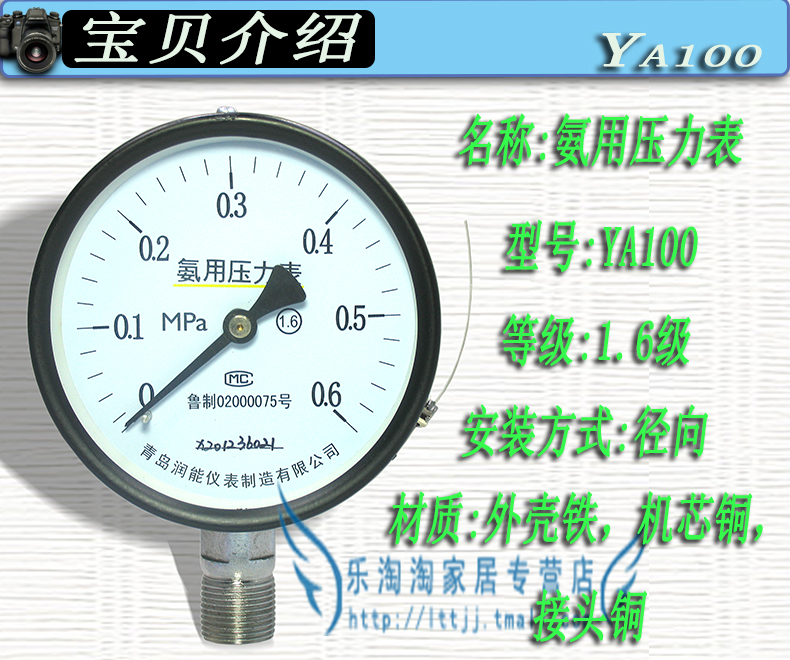 宝贝介绍
YA100
名称:氨用压力表
型号:YA100
等级:1.6级
安装方式:径向
材质:外壳铁，机芯铜，
接头铜
0.3
0.2
0.4
氨用压力表
0.1
MPa
1.6
0.5
0
MC
0.6
鲁制02000075号
X201236021
青岛润能仪表制造有限公司
乐淘淘家居专营店
http://lttjj.tma